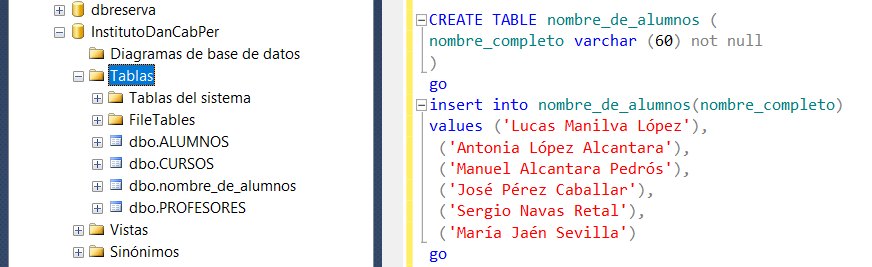 dbreserva
InstitutoDanCabPer
Diagramas de base de datos
Tablas
Tablas del sistema
FileTables
dbo.ALUMNOS
dbo.CURSOS
dbo.nombre_de_alumnos
dbo.PROFESORES
Vistas
Sinónimos
CREATE TABLE nombre_de_alumnos (
nombre_completo varchar (60) not null
)
go
insert into nombre_de_alumnos(nombre_completo)
values ('Lucas Manilva López'),
('Antonia López Alcantara'),
('Manuel Alcantara Pedrós'),
('José Pérez Caballar'),
('Sergio Navas Retal'),
('María Jaén Sevilla')
go